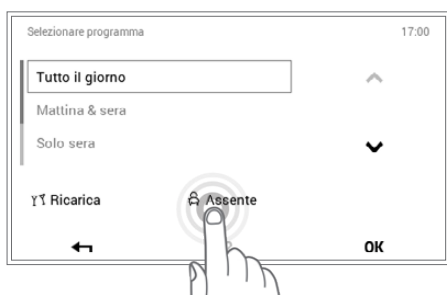 Selezionare programma 17:00
Tutto il giorno
Mattina & sera
Solo sera
Ricarica Assente
OK